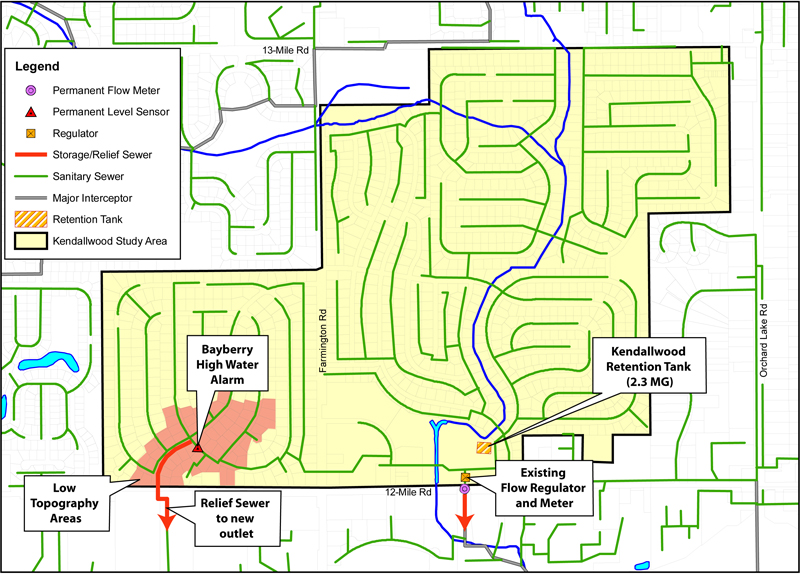 13-Mile Rd
Legend
Permanent Flow Meter
Permanent Level Sensor
Regulator
Storage/Relief Sewer
Sanitary Sewer
Major Interceptor
Retention Tank
Kendallwood Study Area
Farmington Rd
Orchard Lake Rd
Bayberry
High Water
Alarm
Kendallwood
Retention Tank
(2.3 MG)
Low
Topography
Areas
Relief Sewer
to new
outlet
12-Mile Rd
Existing
Flow Regulator
and Meter